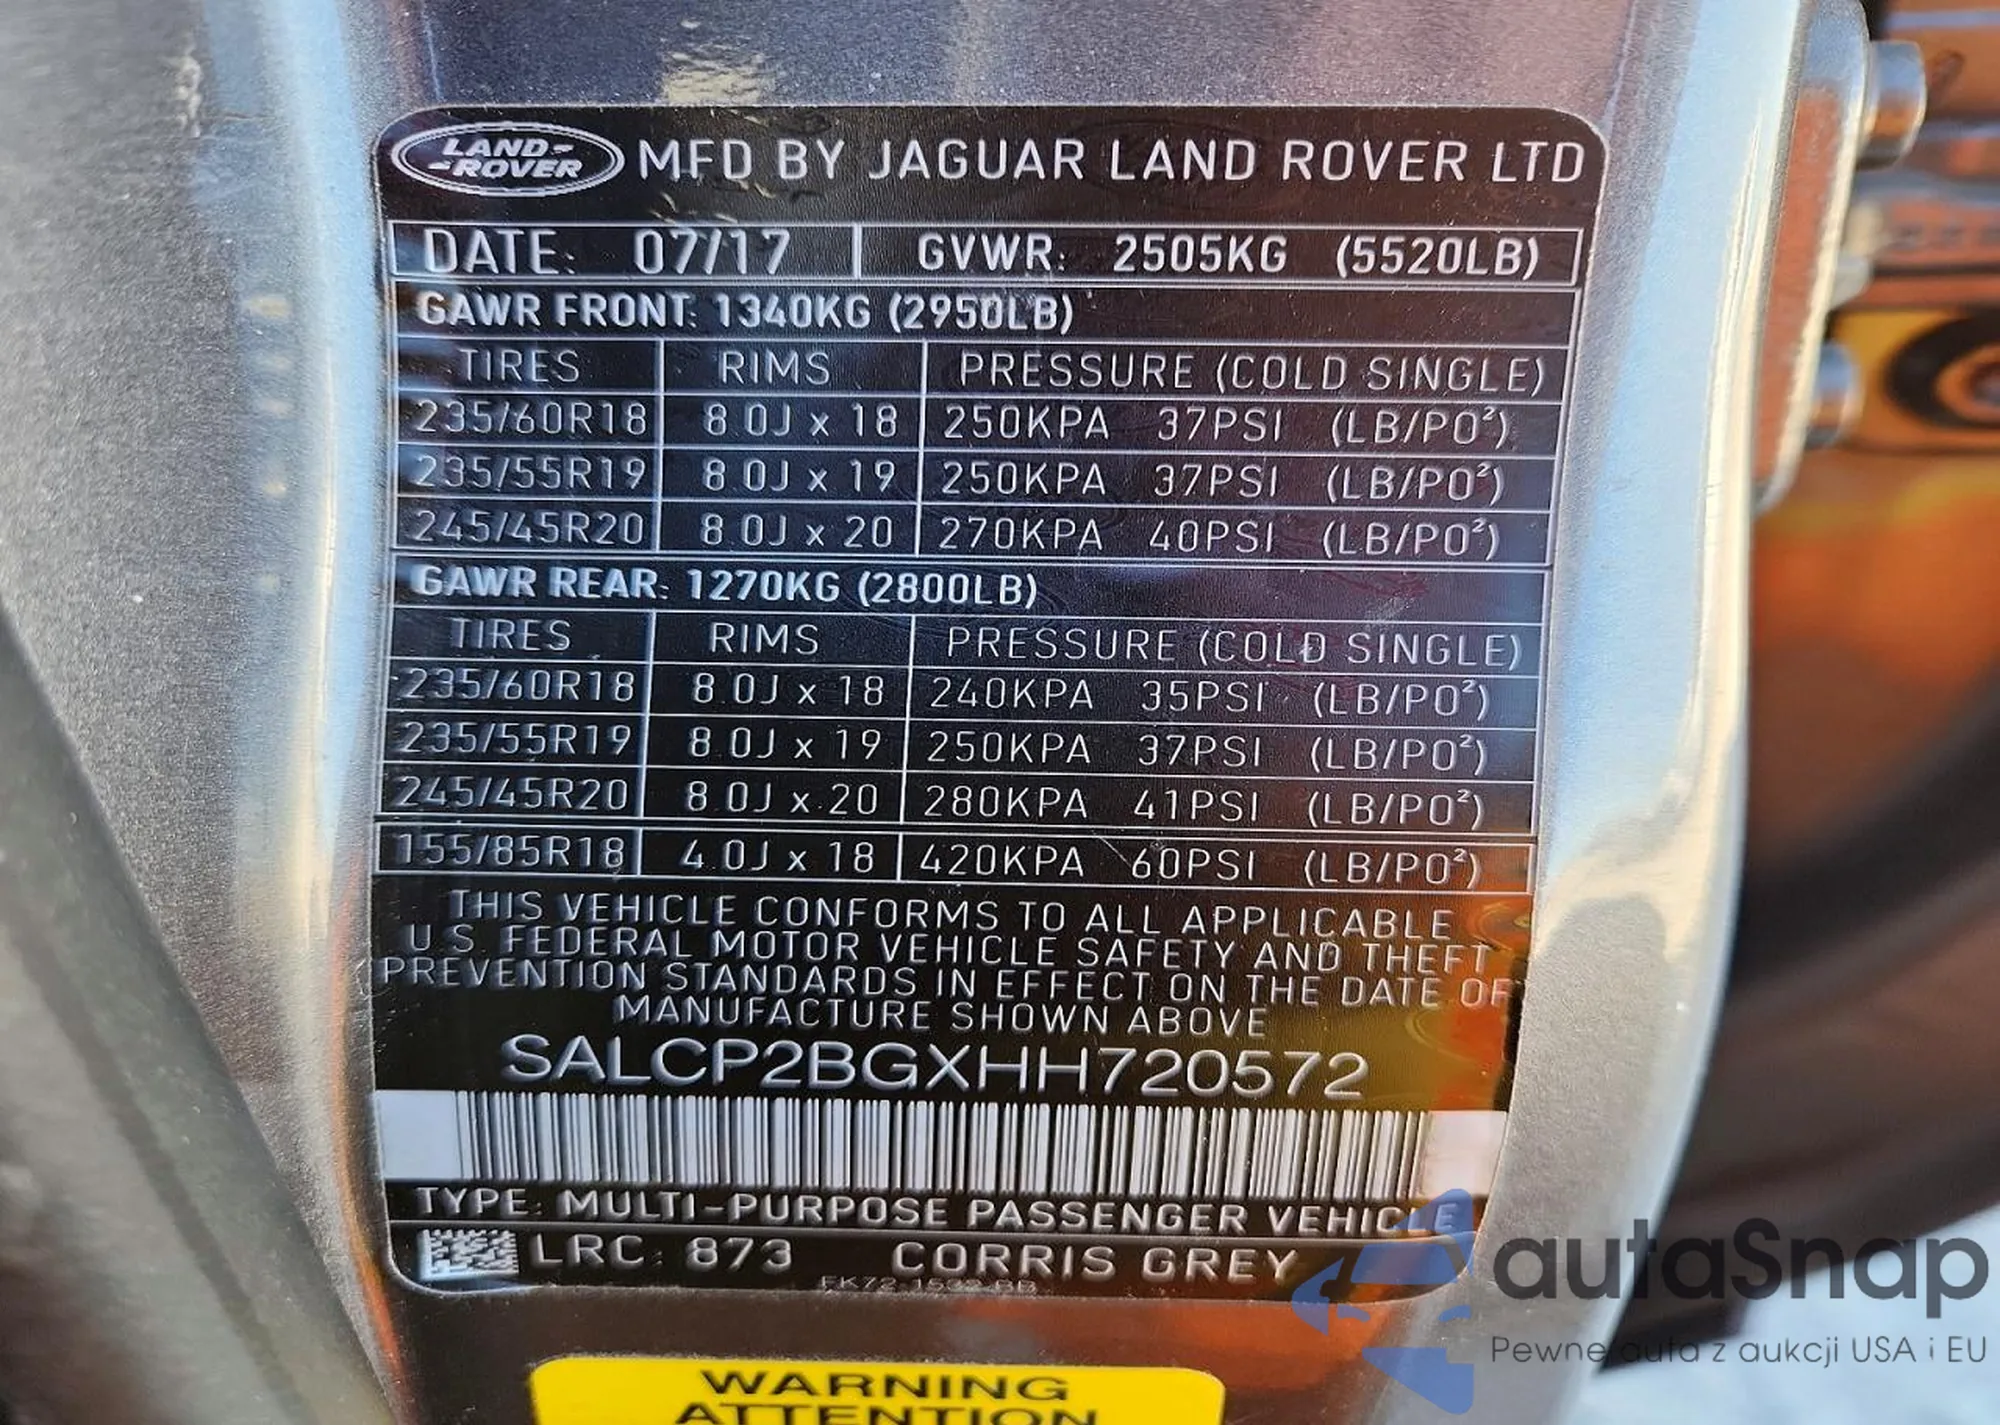 LAND-
-ROVER
MFD BY JAGUAR LAND ROVER LTD
DATE: 07/17 GVWR: 2505KG (5520LB)
GAWR FRONT: 1340KG (2950LB)
TIRES RIMS PRESSURE (COLD SINGLE)
235/60R18 8.0J x 18 250KPA 37PSI (LB/PO²)
235/55R19 8.0J x 19 250KPA 37PSI (LB/PO²)
245/45R20 8.0J x 20 270KPA 40PSI (LB/PO²)
GAWR REAR: 1270KG (2800LB)
TIRES RIMS PRESSURE (COLD SINGLE)
235/60R18 8.0J x 18 240KPA 35PSI (LB/PO²)
235/55R19 8.0J x 19 250KPA 37PSI (LB/PO²)
245/45R20 8.0J x 20 280KPA 41PSI (LB/PO²)
155/85R18 4.0J x 18 420KPA 60PSI (LB/PO²)
THIS VEHICLE CONFORMS TO ALL APPLICABLE
U.S. FEDERAL MOTOR VEHICLE SAFETY AND THEFT
PREVENTION STANDARDS IN EFFECT ON THE DATE OF
MANUFACTURE SHOWN ABOVE
SALCP2BGXHH720572
TYPE: MULTI-PURPOSE PASSENGER VEHICLE
LRC: 873 CORRIS GREY
autaSnap
Pewne auta z aukcji USA i EU
WARNING
ATTENTION